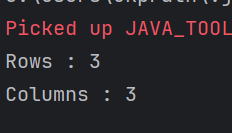 Picked up JAVA_TOOL
Rows : 3
Columns : 3